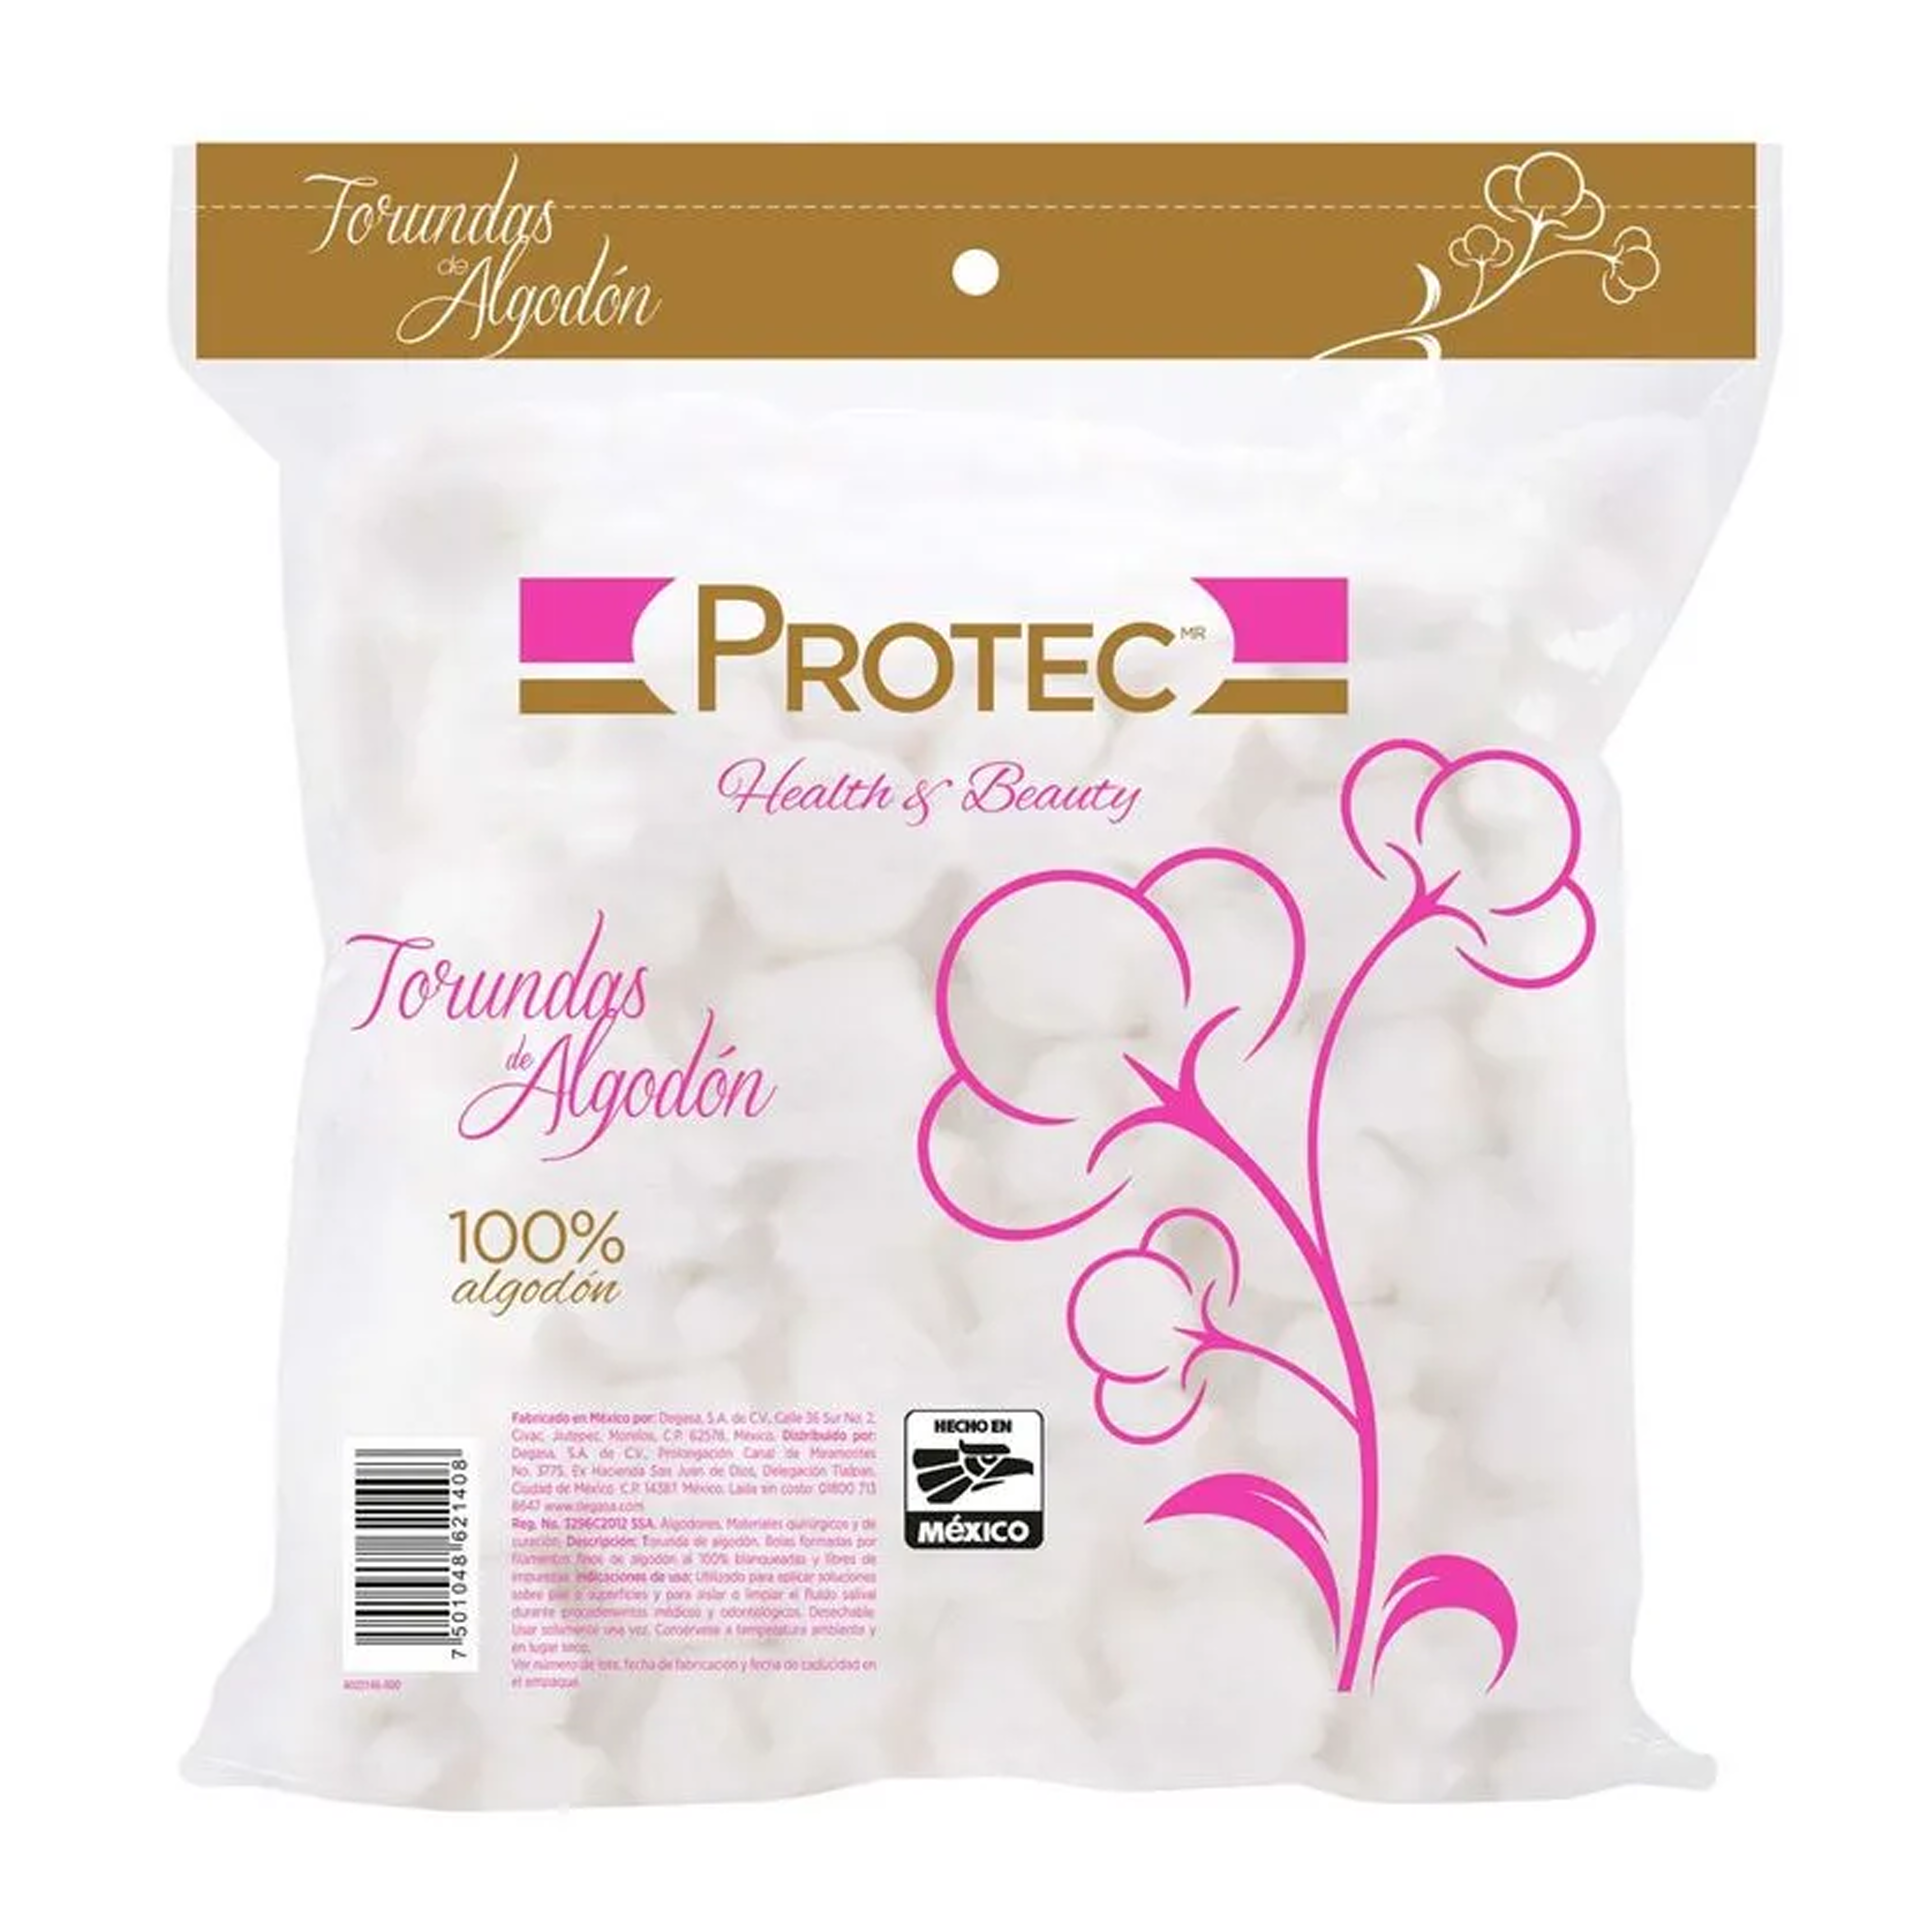 Torundas
de
Algodón
PROTEC MR
Health & Beauty
Torundas
de
Algodón
100%
algodón
Fabricado en México por: Degasa, S.A. de C.V., Calle 36 Sur No. 2,
Civac, Jiutepec, Morelos, C.P. 62578, México. Distribuido por:
Degasa, S.A. de C.V., Prolongación Canal de Miramontes
No. 3775, Ex Hacienda San Juan de Dios, Delegación Tlalpan,
Ciudad de México. C.P. 14387. México. Lada sin costo: 01800 713
8647 www.degasa.com
Reg. No. 1296C2012 SSA. Algodones. Materiales quirúrgicos y de
curación. Descripción: Torunda de algodón. Bolas formadas por
filamentos finos de algodón al 100% blanqueadas y libres de
impurezas. Indicaciones de uso: Utilizado para aplicar soluciones
sobre piel o superficies y para aislar o limpiar el fluido salival
durante procedimientos médicos y odontológicos. Desechable.
Usar solamente una vez. Consérvese a temperatura ambiente y
en lugar seco.
Ver número de lote, fecha de fabricación y fecha de caducidad en
el empaque.
HECHO EN
MéXICO
7 501048 621408